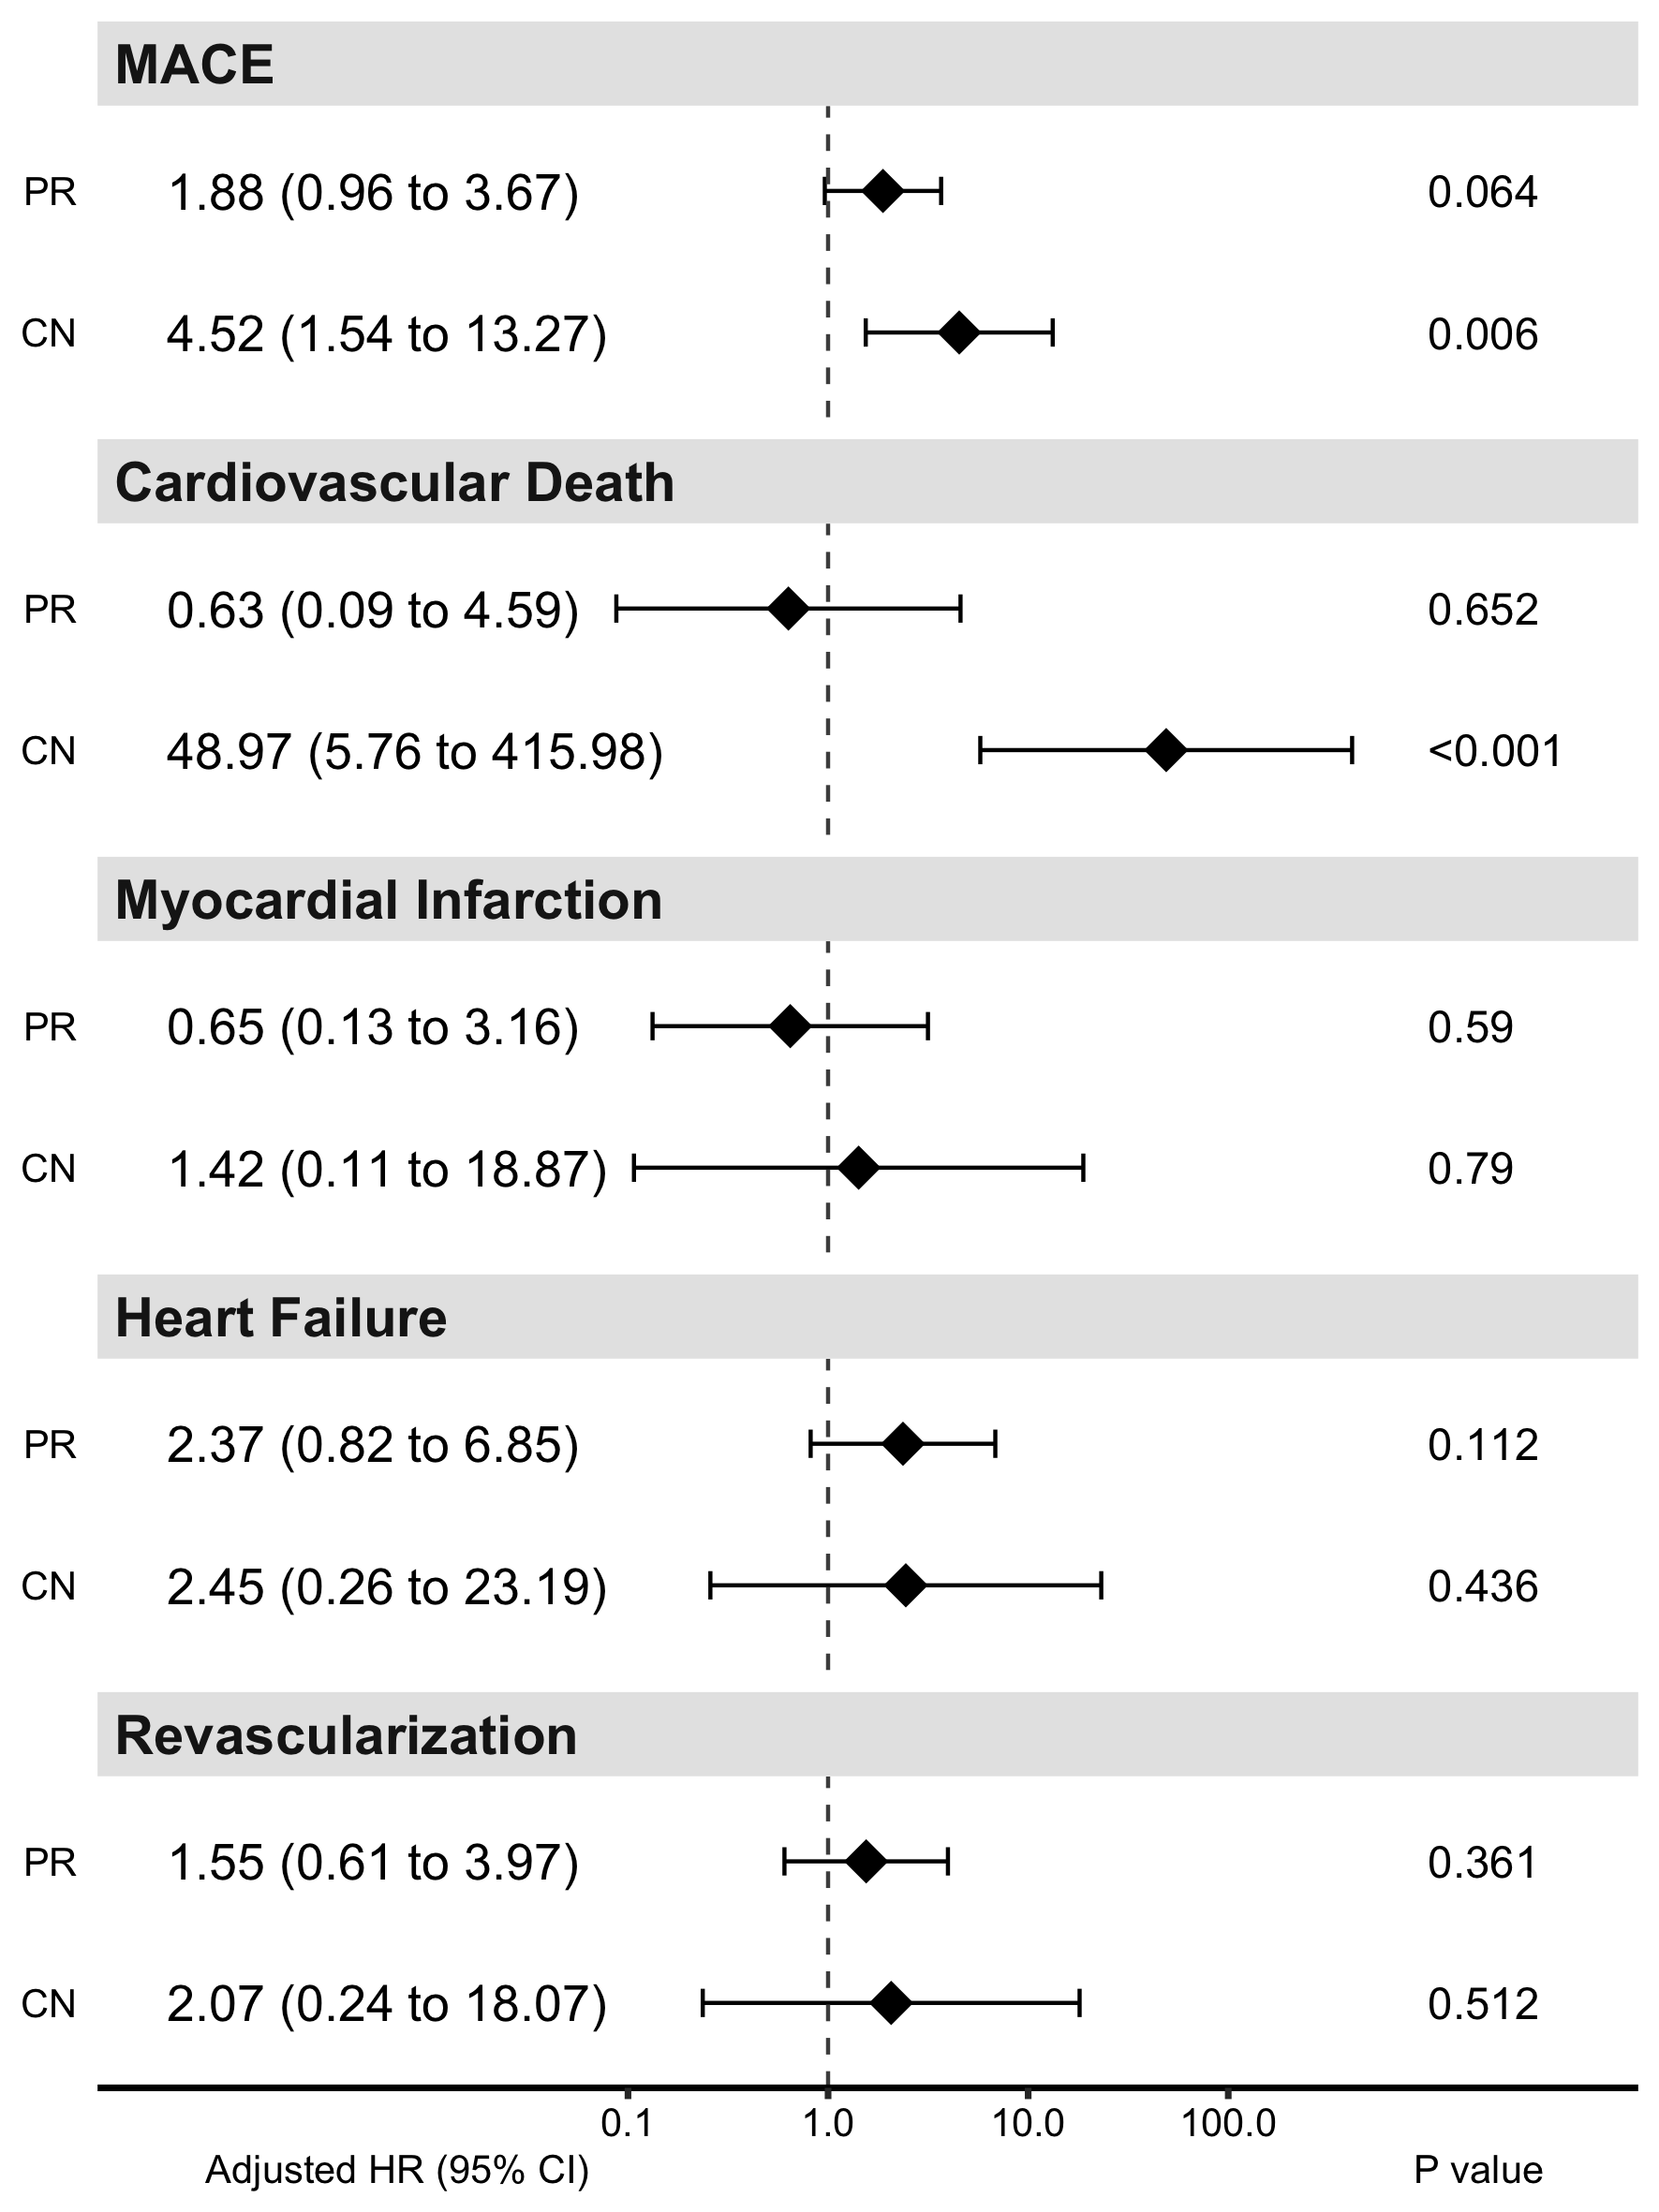 MACE
PR 1.88 (0.96 to 3.67) 0.064
CN 4.52 (1.54 to 13.27) 0.006
Cardiovascular Death
PR 0.63 (0.09 to 4.59) 0.652
CN 48.97 (5.76 to 415.98) <0.001
Myocardial Infarction
PR 0.65 (0.13 to 3.16) 0.59
CN 1.42 (0.11 to 18.87) 0.79
Heart Failure
PR 2.37 (0.82 to 6.85) 0.112
CN 2.45 (0.26 to 23.19) 0.436
Revascularization
PR 1.55 (0.61 to 3.97) 0.361
CN 2.07 (0.24 to 18.07) 0.512
0.1 1.0 10.0 100.0
Adjusted HR (95% CI) P value